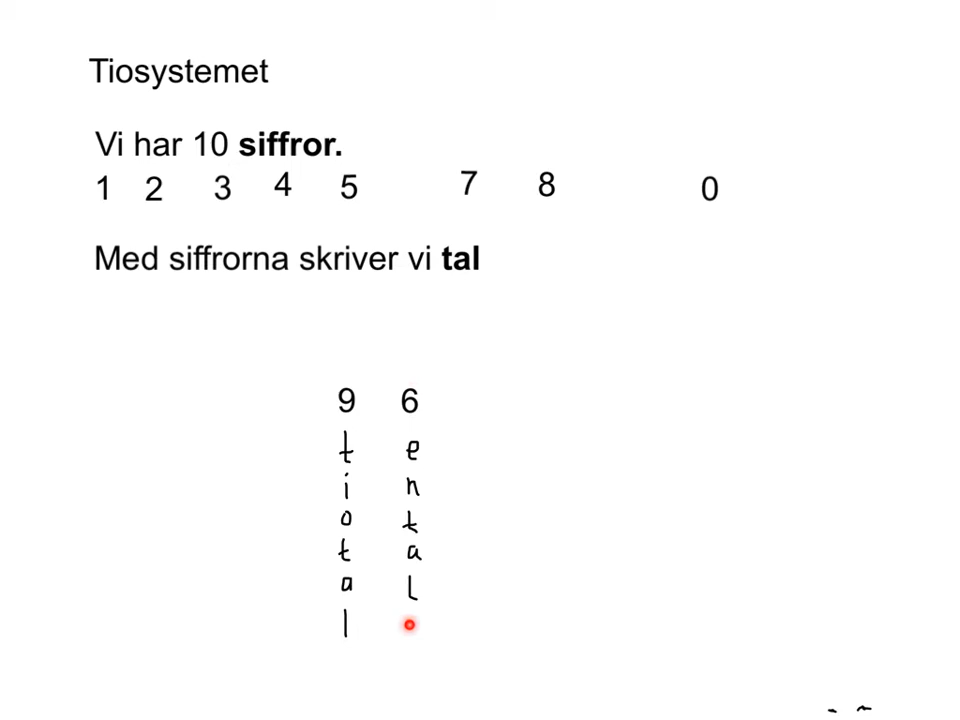 Tiosystemet
Vi har 10 siffror.
1 2 3 4 5 7 8 0
Med siffrorna skriver vi tal
9 6
tiotal
ental